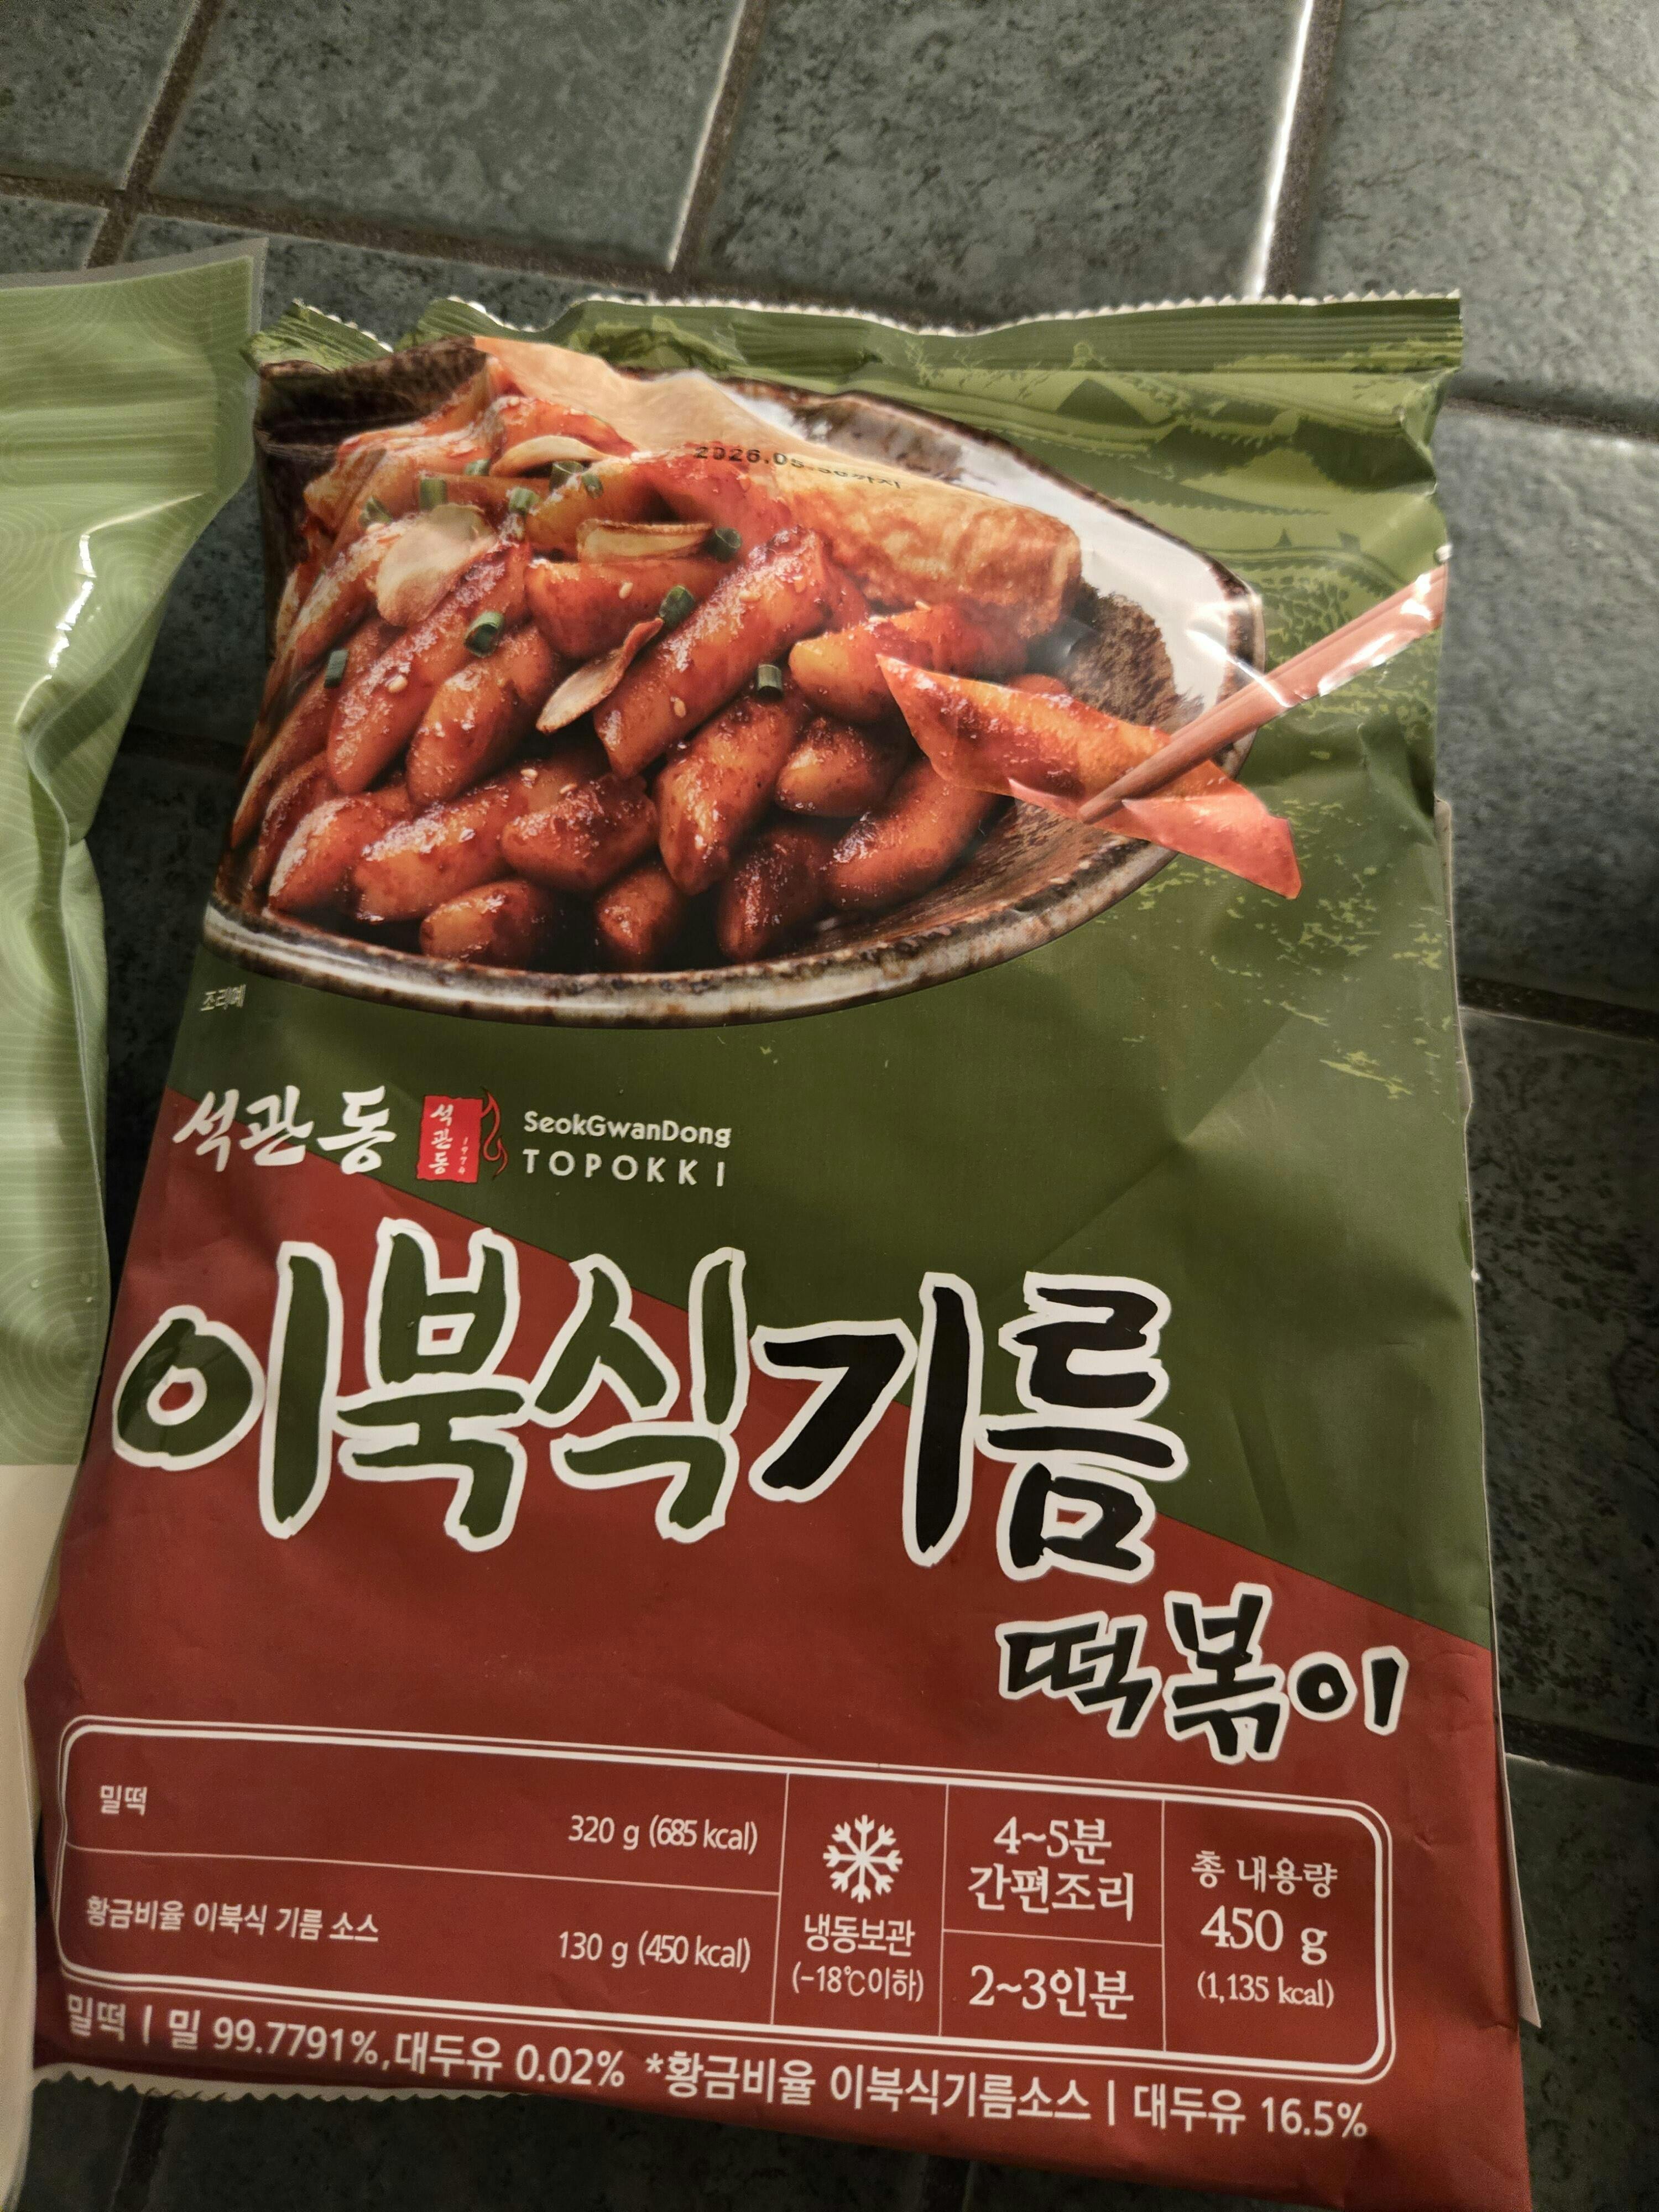 조리예
석관동
석관동
1974
SeokGwanDong
TOPOKKI
이북식기름
떡볶이
밀떡
320 g (685 kcal)
황금비율 이북식 기름 소스
130 g (450 kcal)
냉동보관
(-18℃이하)
4~5분
간편조리
2~3인분
총 내용량
450 g
(1,135 kcal)
밀떡 | 밀 99.7791%,대두유 0.02% *황금비율 이북식기름소스 | 대두유 16.5%